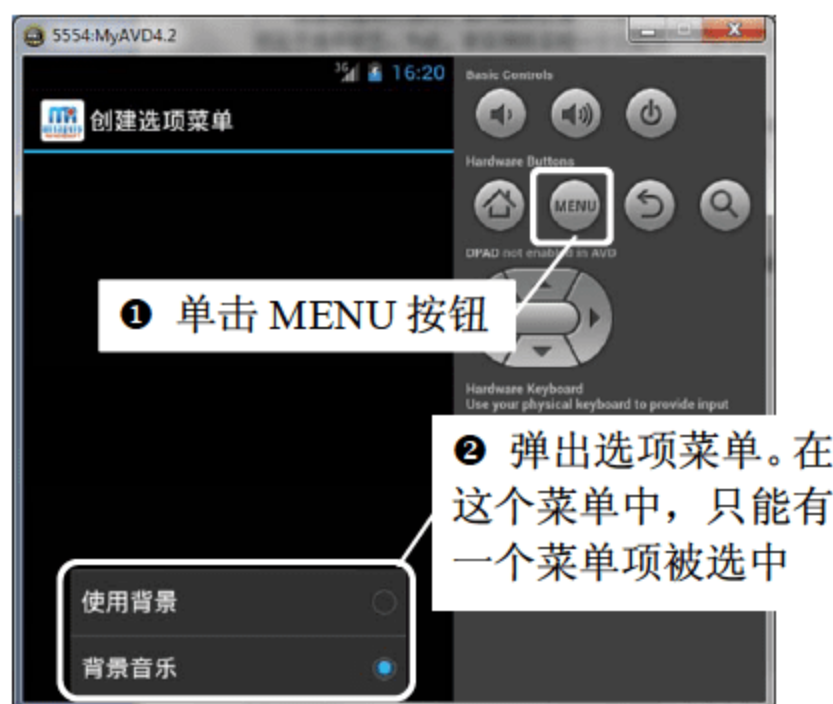 5554:MyAVD4.2
3G 16:20
创建选项菜单
Basic Controls
Hardware Buttons
MENU
DPAD not enabled in AVD
❶ 单击 MENU 按钮
Hardware Keyboard
Use your physical keyboard to provide input
❷ 弹出选项菜单。在
这个菜单中，只能有
一个菜单项被选中
使用背景
背景音乐